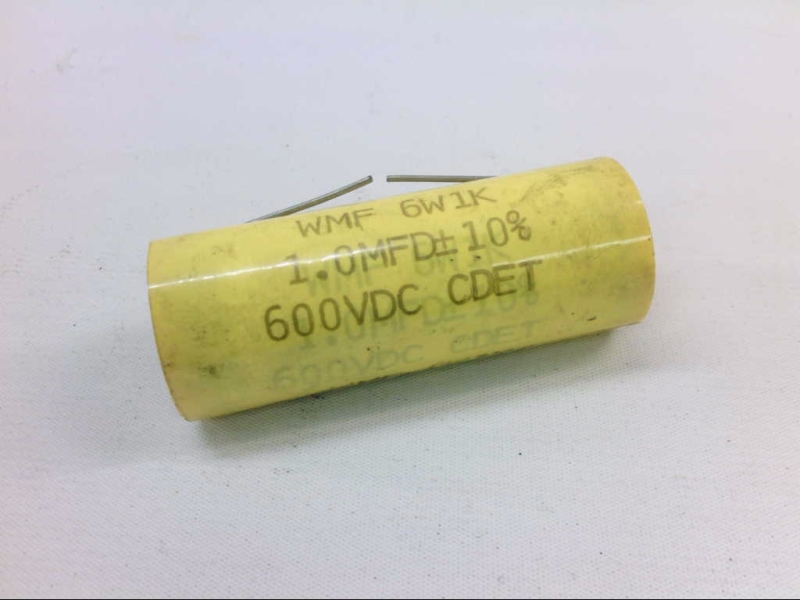 WMF 6W1K
1.0MFD±10%
600VDC CDET